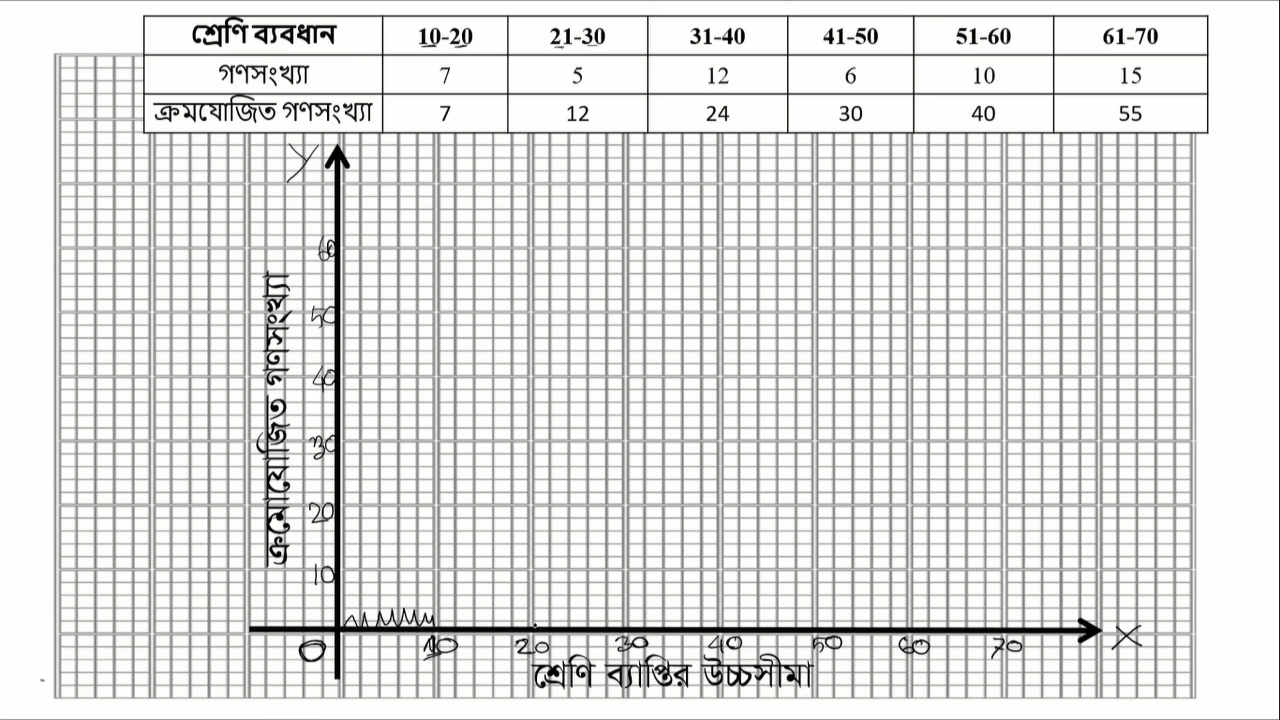 শ্রেণি ব্যবধান 10-20 21-30 31-40 41-50 51-60 61-70
গণসংখ্যা 7 5 12 6 10 15
ক্রমযোজিত গণসংখ্যা 7 12 24 30 40 55
Y
60
50
40
30
20
10
ক্রমোযোজিত গণসংখ্যা
O 10 20 30 40 50 60 70 X
শ্রেণি ব্যাপ্তির উচ্চসীমা